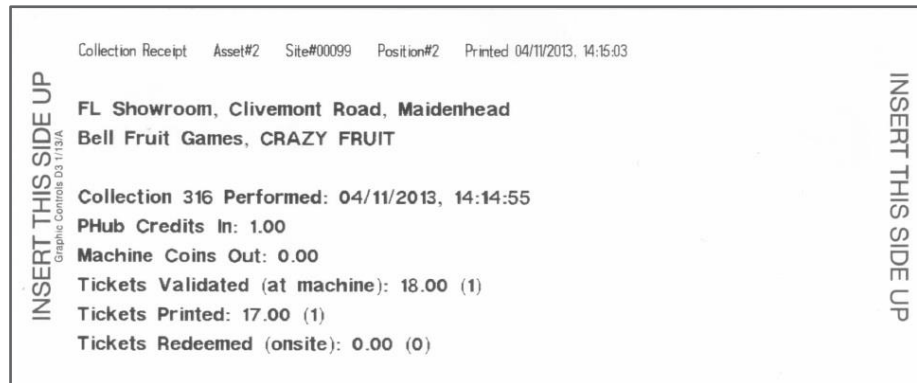 Collection Receipt Asset#2 Site#00099 Position#2 Printed 04/11/2013, 14:15:03
INSERT THIS SIDE UP
Graphic Controls D3 1/13/A
FL Showroom, Clivemont Road, Maidenhead
Bell Fruit Games, CRAZY FRUIT
Collection 316 Performed: 04/11/2013, 14:14:55
PHub Credits In: 1.00
Machine Coins Out: 0.00
Tickets Validated (at machine): 18.00 (1)
Tickets Printed: 17.00 (1)
Tickets Redeemed (onsite): 0.00 (0)
INSERT THIS SIDE UP